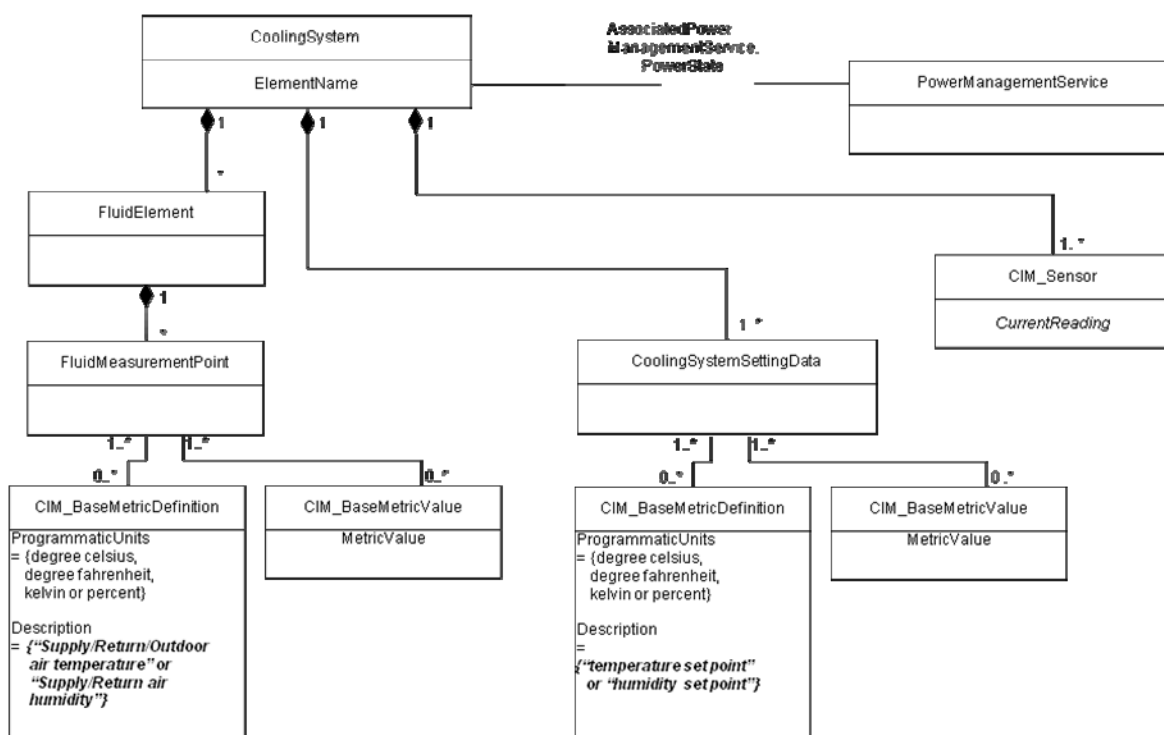 CoolingSystem
ElementName
AssociatedPower
ManagementService.
PowerState
PowerManagementService
1
1
1
*
FluidElement
1
*
1..*
CIM_Sensor
CurrentReading
1..*
FluidMeasurementPoint
CoolingSystemSettingData
1..*
1..*
1..*
1..*
0..*
0..*
0..*
0..*
CIM_BaseMetricDefinition
ProgrammaticUnits
= {degree celsius,
degree fahrenheit,
kelvin or percent}
Description
= {“Supply/Return/Outdoor
air temperature” or
“Supply/Return air
humidity”}
CIM_BaseMetricValue
MetricValue
CIM_BaseMetricDefinition
ProgrammaticUnits
= {degree celsius,
degree fahrenheit,
kelvin or percent}
Description
=
{“temperature set point”
or “humidity set point”}
CIM_BaseMetricValue
MetricValue